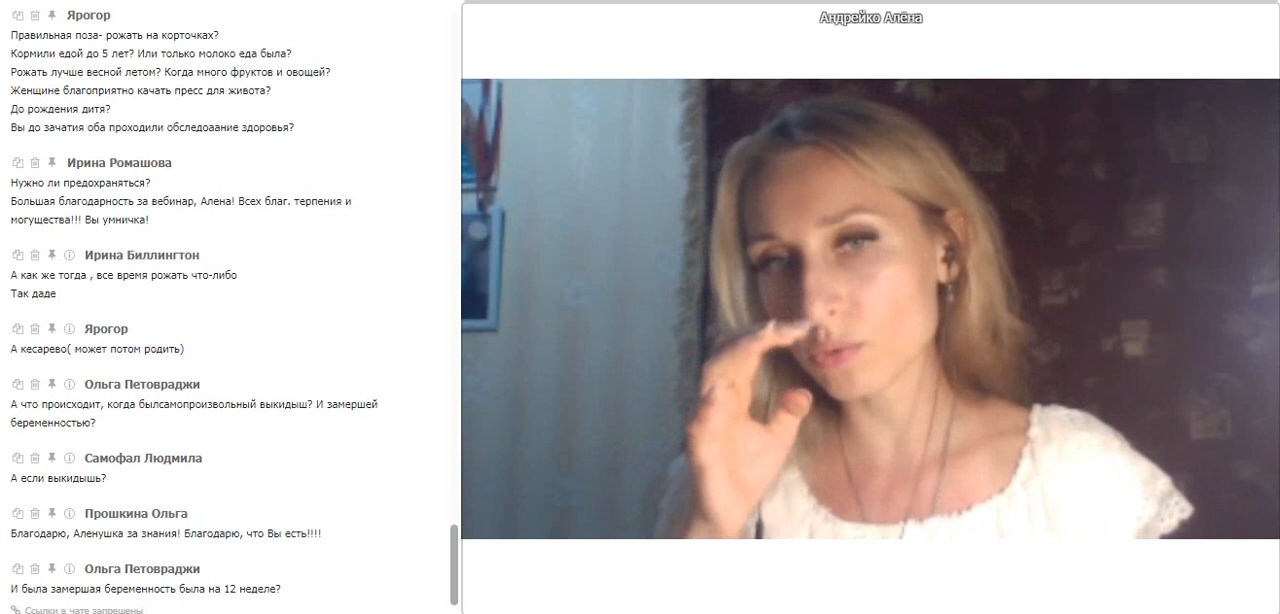 Ярогор
Правильная поза- рожать на корточках?
Кормили едой до 5 лет? Или только молоко еда была?
Рожать лучше весной летом? Когда много фруктов и овощей?
Женщине благоприятно качать пресс для живота?
До рождения дитя?
Вы до зачатия оба проходили обследоаание здоровья?
Ирина Ромашова
Нужно ли предохраняться?
Большая благодарность за вебинар, Алена! Всех благ. терпения и
могущества!!! Вы умничка!
Ирина Биллингтон
А как же тогда , все время рожать что-либо
Так даде
Ярогор
А кесарево( может потом родить)
Ольга Петовраджи
А что происходит, когда былсамопроизвольный выкидыш? И замершей
беременностью?
Самофал Людмила
А если выкидышь?
Прошкина Ольга
Благодарю, Аленушка за знания! Благодарю, что Вы есть!!!!
Ольга Петовраджи
И была замершая беременность была на 12 неделе?
Ссылки в чате запрещены
Андрейко Алёна